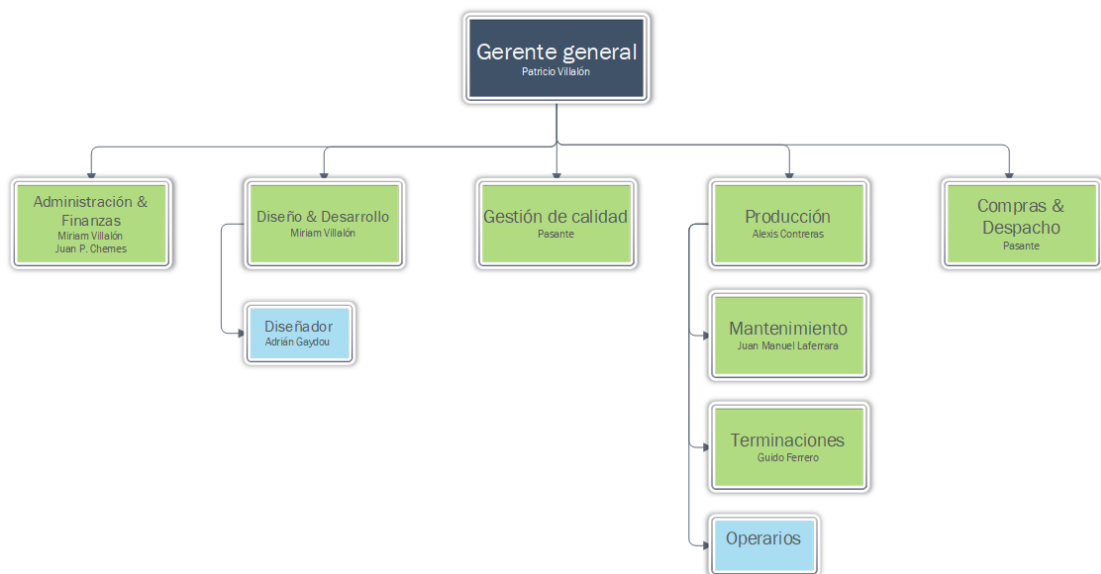 Gerente general
Patricio Villalón
Administración &
Finanzas
Miriam Villalón
Juan P. Chemes
Diseño & Desarrollo
Miriam Villalón
Gestión de calidad
Pasante
Producción
Alexis Contreras
Compras &
Despacho
Pasante
Diseñador
Adrián Gaydou
Mantenimiento
Juan Manuel Laferrara
Terminaciones
Guido Ferrero
Operarios